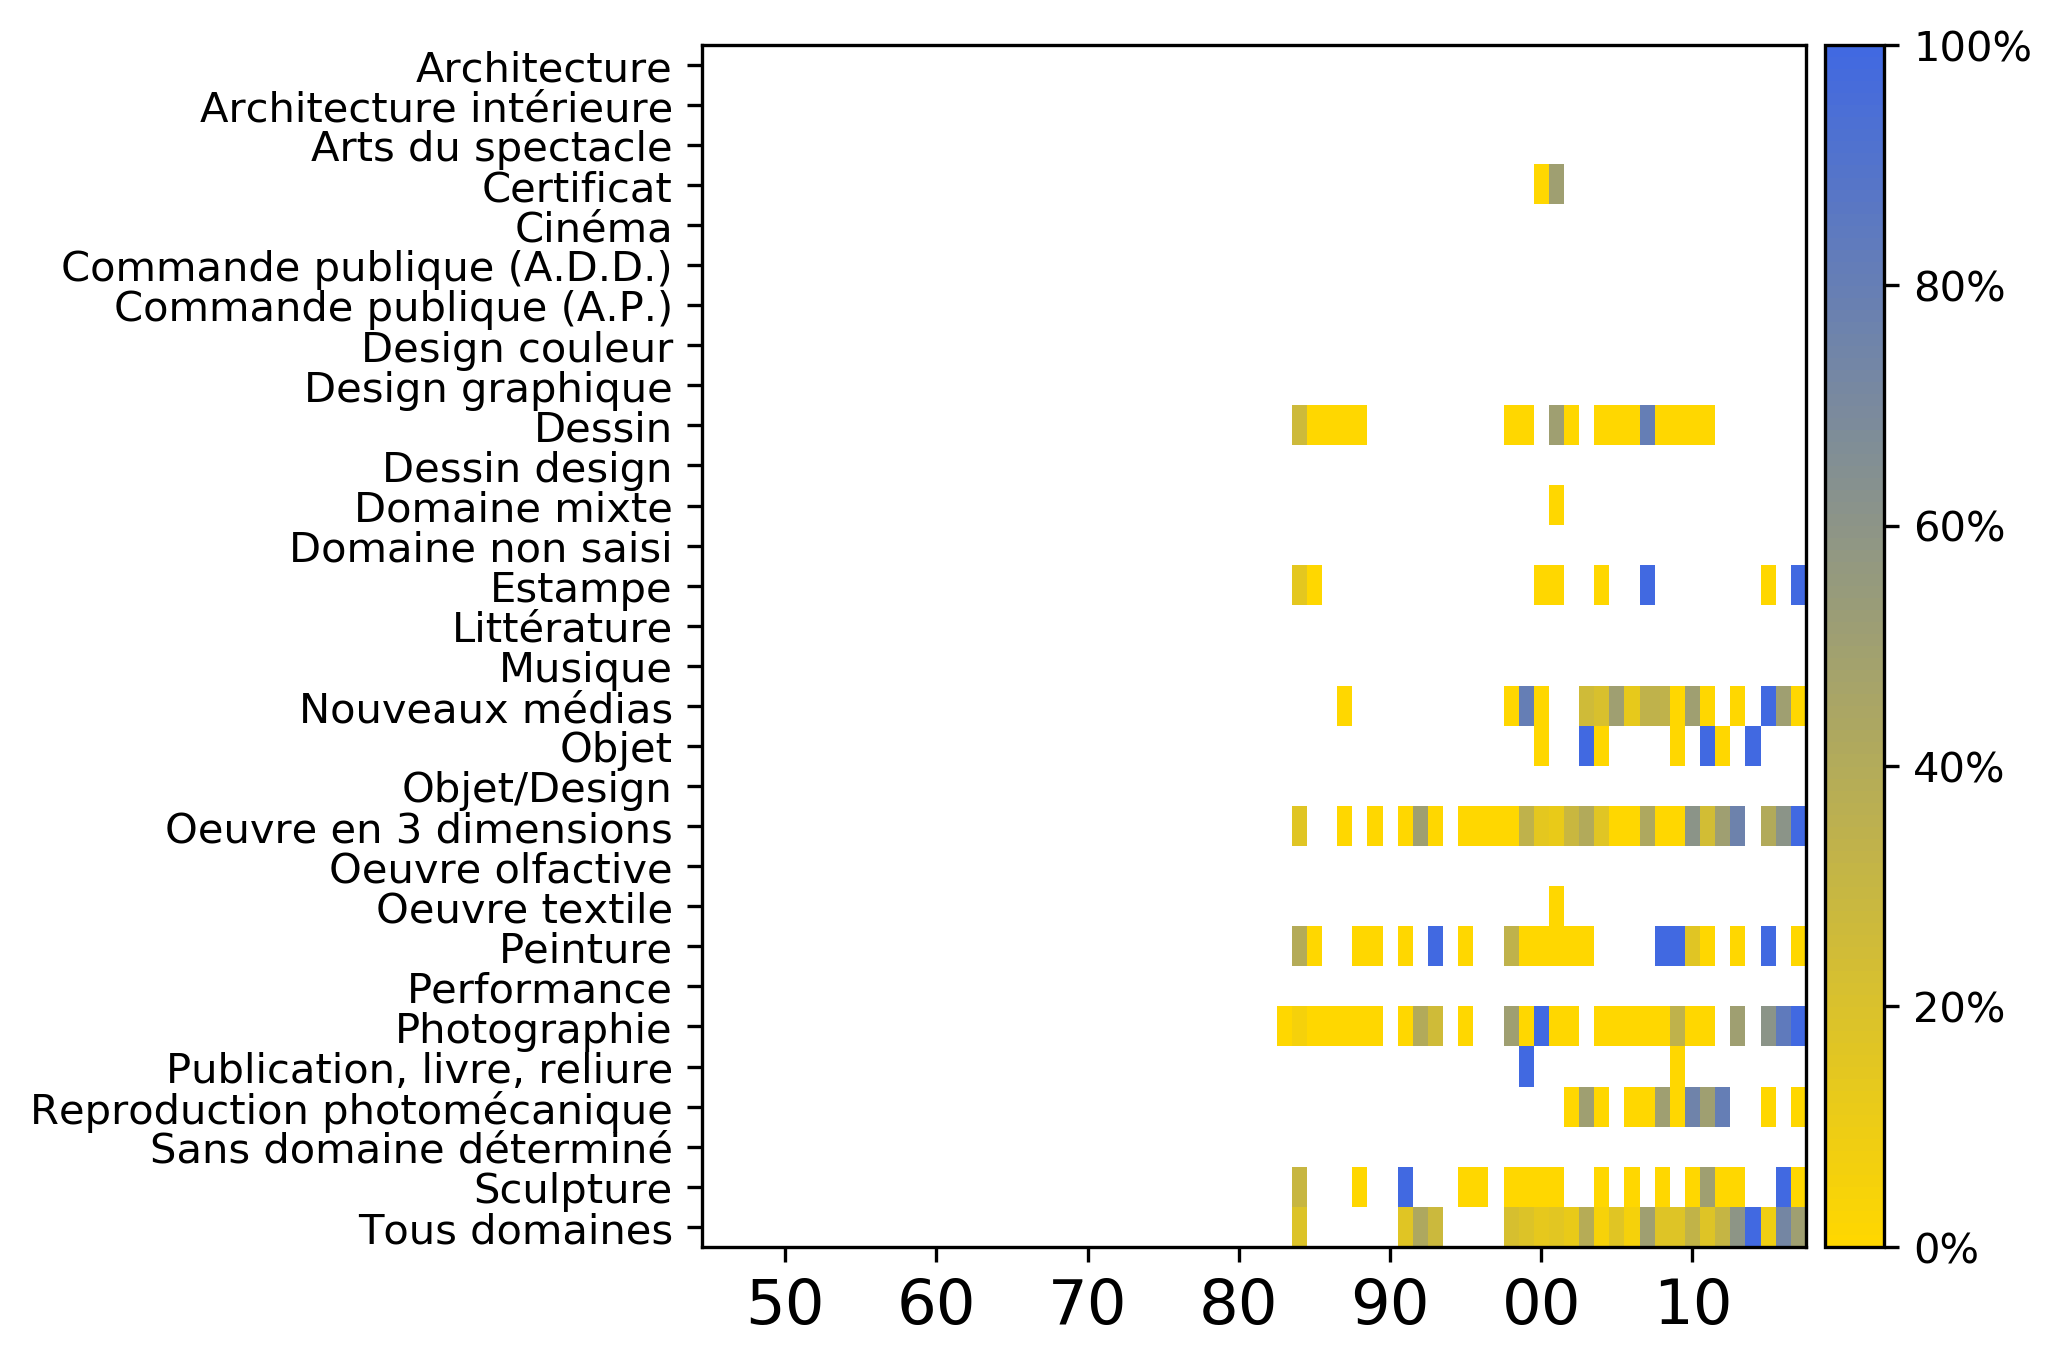 Architecture
Architecture intérieure
Arts du spectacle
Certificat
Cinéma
Commande publique (A.D.D.)
Commande publique (A.P.)
Design couleur
Design graphique
Dessin
Dessin design
Domaine mixte
Domaine non saisi
Estampe
Littérature
Musique
Nouveaux médias
Objet
Objet/Design
Oeuvre en 3 dimensions
Oeuvre olfactive
Oeuvre textile
Peinture
Performance
Photographie
Publication, livre, reliure
Reproduction photomécanique
Sans domaine déterminé
Sculpture
Tous domaines
50 60 70 80 90 00 10
100%
80%
60%
40%
20%
0%